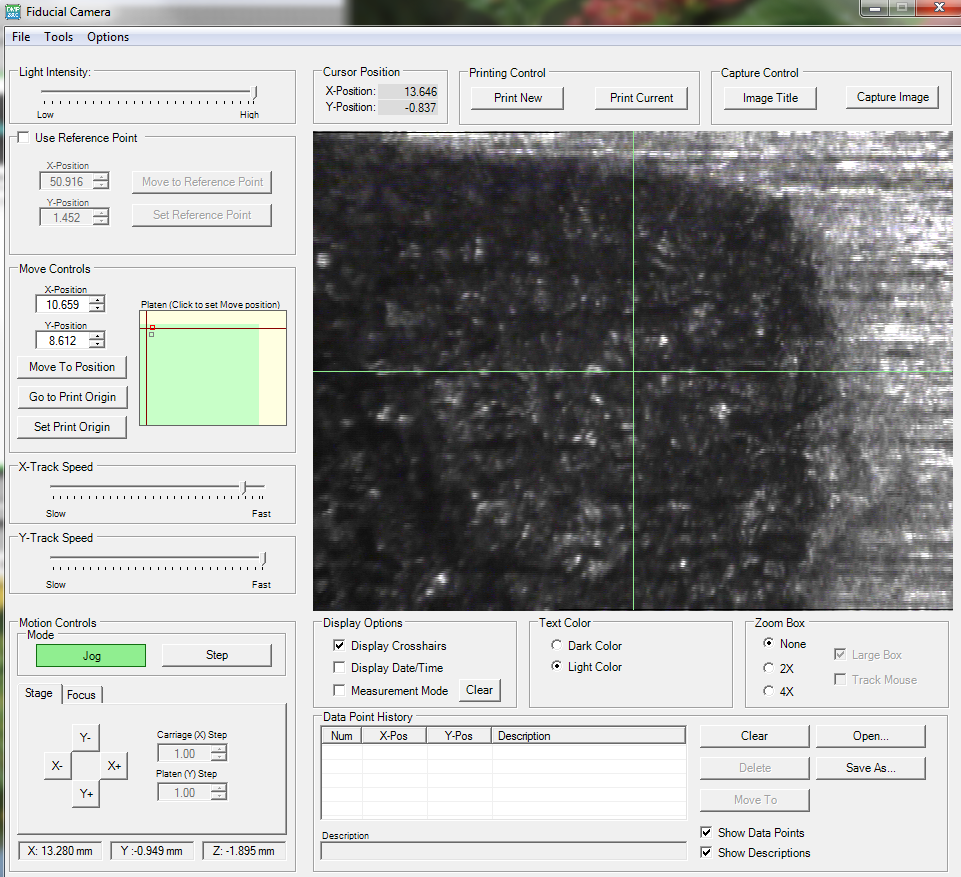 Fiducial Camera
File Tools Options
Light Intensity:
Low High
Cursor Position
X-Position: 13.646
Y-Position: -0.837
Printing Control
Print New Print Current
Capture Control
Image Title Capture Image
Use Reference Point
X-Position
50.916
Move to Reference Point
Y-Position
1.452
Set Reference Point
Move Controls
X-Position
10.659
Y-Position
8.612
Platen (Click to set Move position)
Move To Position
Go to Print Origin
Set Print Origin
X-Track Speed
Slow Fast
Y-Track Speed
Slow Fast
Motion Controls
Mode
Jog Step
Stage Focus
Y-
X- X+
Y+
Carriage (X) Step
1.00
Platen (Y) Step
1.00
X: 13.280 mm Y :-0.949 mm Z: -1.895 mm
Display Options
Display Crosshairs
Display Date/Time
Measurement Mode Clear
Text Color
Dark Color
Light Color
Zoom Box
None
2X
4X
Large Box
Track Mouse
Data Point History
Num X-Pos Y-Pos Description
Description
Clear Open...
Delete Save As...
Move To
Show Data Points
Show Descriptions